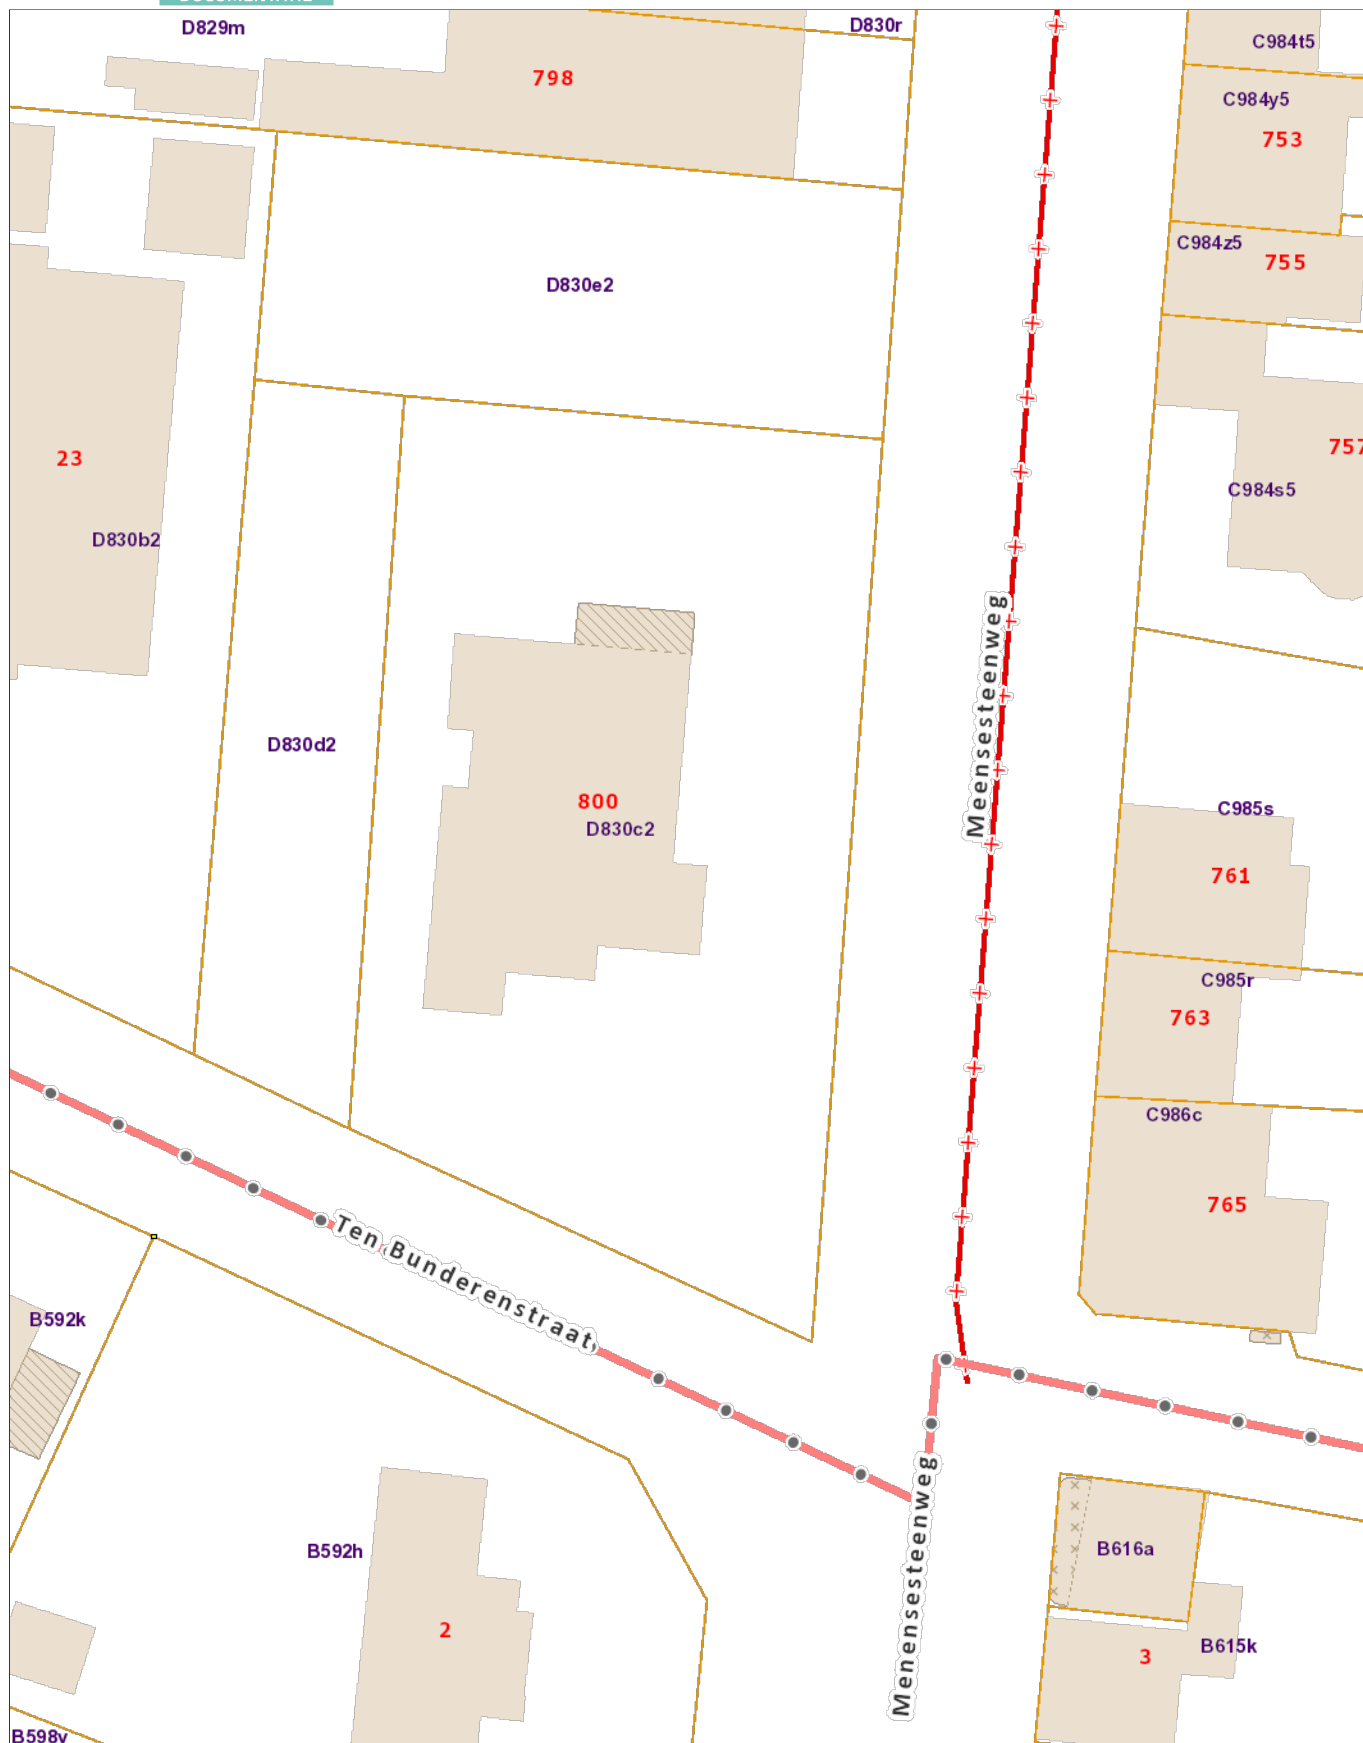 D829m
D830r
C984t5
798
C984y5
753
C984z5
755
D830e2
757
23
C984s5
D830b2
Meensesteenweg
D830d2
800
D830c2
C985s
761
C985r
763
C986c
765
Ten Bunderenstraat
B592k
B592h
B616a
Menensesteenweg
2
3
B615k
B598v